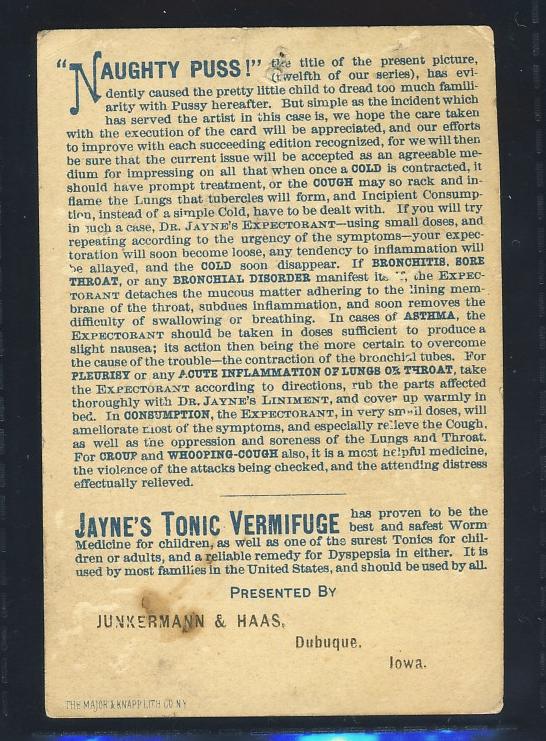 "NAUGHTY PUSS!" the title of the present picture,
(twelfth of our series), has evi-
dently caused the pretty little child to dread too much famili-
arity with Pussy hereafter. But simple as the incident which
has served the artist in this case is, we hope the care taken
with the execution of the card will be appreciated, and our efforts
to improve with each succeeding edition recognized, for we will then
be sure that the current issue will be accepted as an agreeable me-
dium for impressing on all that when once a COLD is contracted, it
should have prompt treatment, or the COUGH may so rack and in-
flame the Lungs that tubercles will form, and Incipient Consump-
tion, instead of a simple Cold, have to be dealt with. If you will try
in such a case, DR. JAYNE'S EXPECTORANT—using small doses, and
repeating according to the urgency of the symptoms—your expec-
toration will soon become loose, any tendency to inflammation will
be allayed, and the COLD soon disappear. If BRONCHITIS, SORE
THROAT, or any BRONCHIAL DISORDER manifest the EXPEC-
TORANT detaches the mucous matter adhering to the lining mem-
brane of the throat, subdues inflammation, and soon removes the
difficulty of swallowing or breathing. In cases of ASTHMA, the
EXPECTORANT should be taken in doses sufficient to produce a
slight nausea; its action then being the more certain to overcome
the cause of the trouble—the contraction of the bronchial tubes. For
PLEURISY or any ACUTE INFLAMMATION OF LUNGS OR THROAT, take
the EXPECTORANT according to directions, rub the parts affected
thoroughly with DR. JAYNE'S LINIMENT, and cover up warmly in
bed. In CONSUMPTION, the EXPECTORANT, in very small doses, will
ameliorate most of the symptoms, and especially relieve the Cough,
as well as the oppression and soreness of the Lungs and Throat.
For CROUP and WHOOPING-COUGH also, it is a most helpful medicine,
the violence of the attacks being checked, and the attending distress
effectually relieved.
JAYNE'S TONIC VERMIFUGE has proven to be the
best and safest Worm
Medicine for children, as well as one of the surest Tonics for chil-
dren or adults, and a reliable remedy for Dyspepsia in either. It is
used by most families in the United States, and should be used by all.
PRESENTED BY
JUNKERMANN & HAAS,
Dubuque,
Iowa.
THE MAJOR & KNAPP LITH CO NY